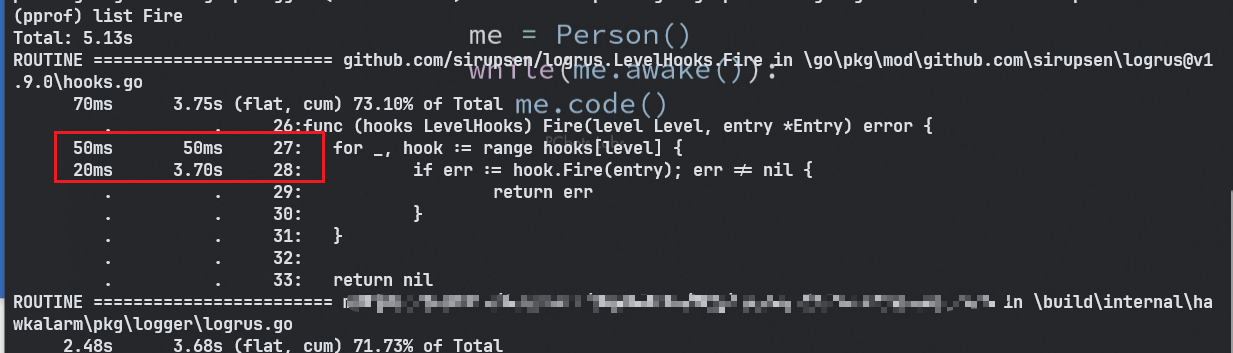 (pprof) list Fire
Total: 5.13s
me = Person()
ROUTINE ======================== github.com/sirupsen/logrus.LevelHooks.Fire in \go\pkg\mod\github.com\sirupsen\logrus@v1
while(me.awake()):
.9.0\hooks.go
70ms 3.75s (flat, cum) 73.10% of Total
me.code()
. . 26:func (hooks LevelHooks) Fire(level Level, entry *Entry) error {
50ms 50ms 27: for _, hook := range hooks[level] {
20ms 3.70s 28: if err := hook.Fire(entry); err ≠ nil {
. . 29: return err
. . 30: }
. . 31: }
. . 32:
. . 33: return nil
ROUTINE ======================== in \build\internal\ha
wkalarm\pkg\logger\logrus.go
2.48s 3.68s (flat, cum) 71.73% of Total